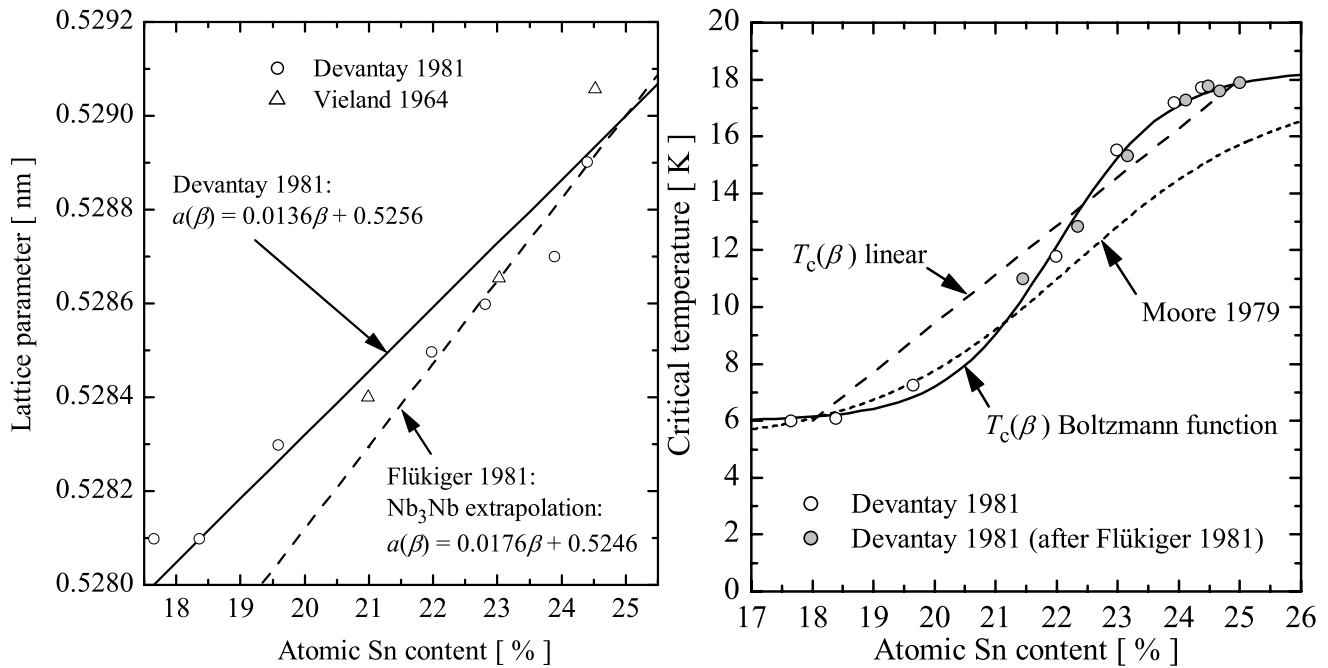 0.5292
0.5290
0.5288
0.5286
0.5284
0.5282
0.5280
Lattice parameter [ nm ]
Devantay 1981
Vieland 1964
Devantay 1981:
a(β) = 0.0136β + 0.5256
Flükiger 1981:
Nb₃Nb extrapolation:
a(β) = 0.0176β + 0.5246
18 19 20 21 22 23 24 25
Atomic Sn content [ % ]
20
18
16
14
12
10
8
6
4
2
0
Critical temperature [ K ]
Tc(β) linear
Moore 1979
Tc(β) Boltzmann function
Devantay 1981
Devantay 1981 (after Flükiger 1981)
17 18 19 20 21 22 23 24 25 26
Atomic Sn content [ % ]